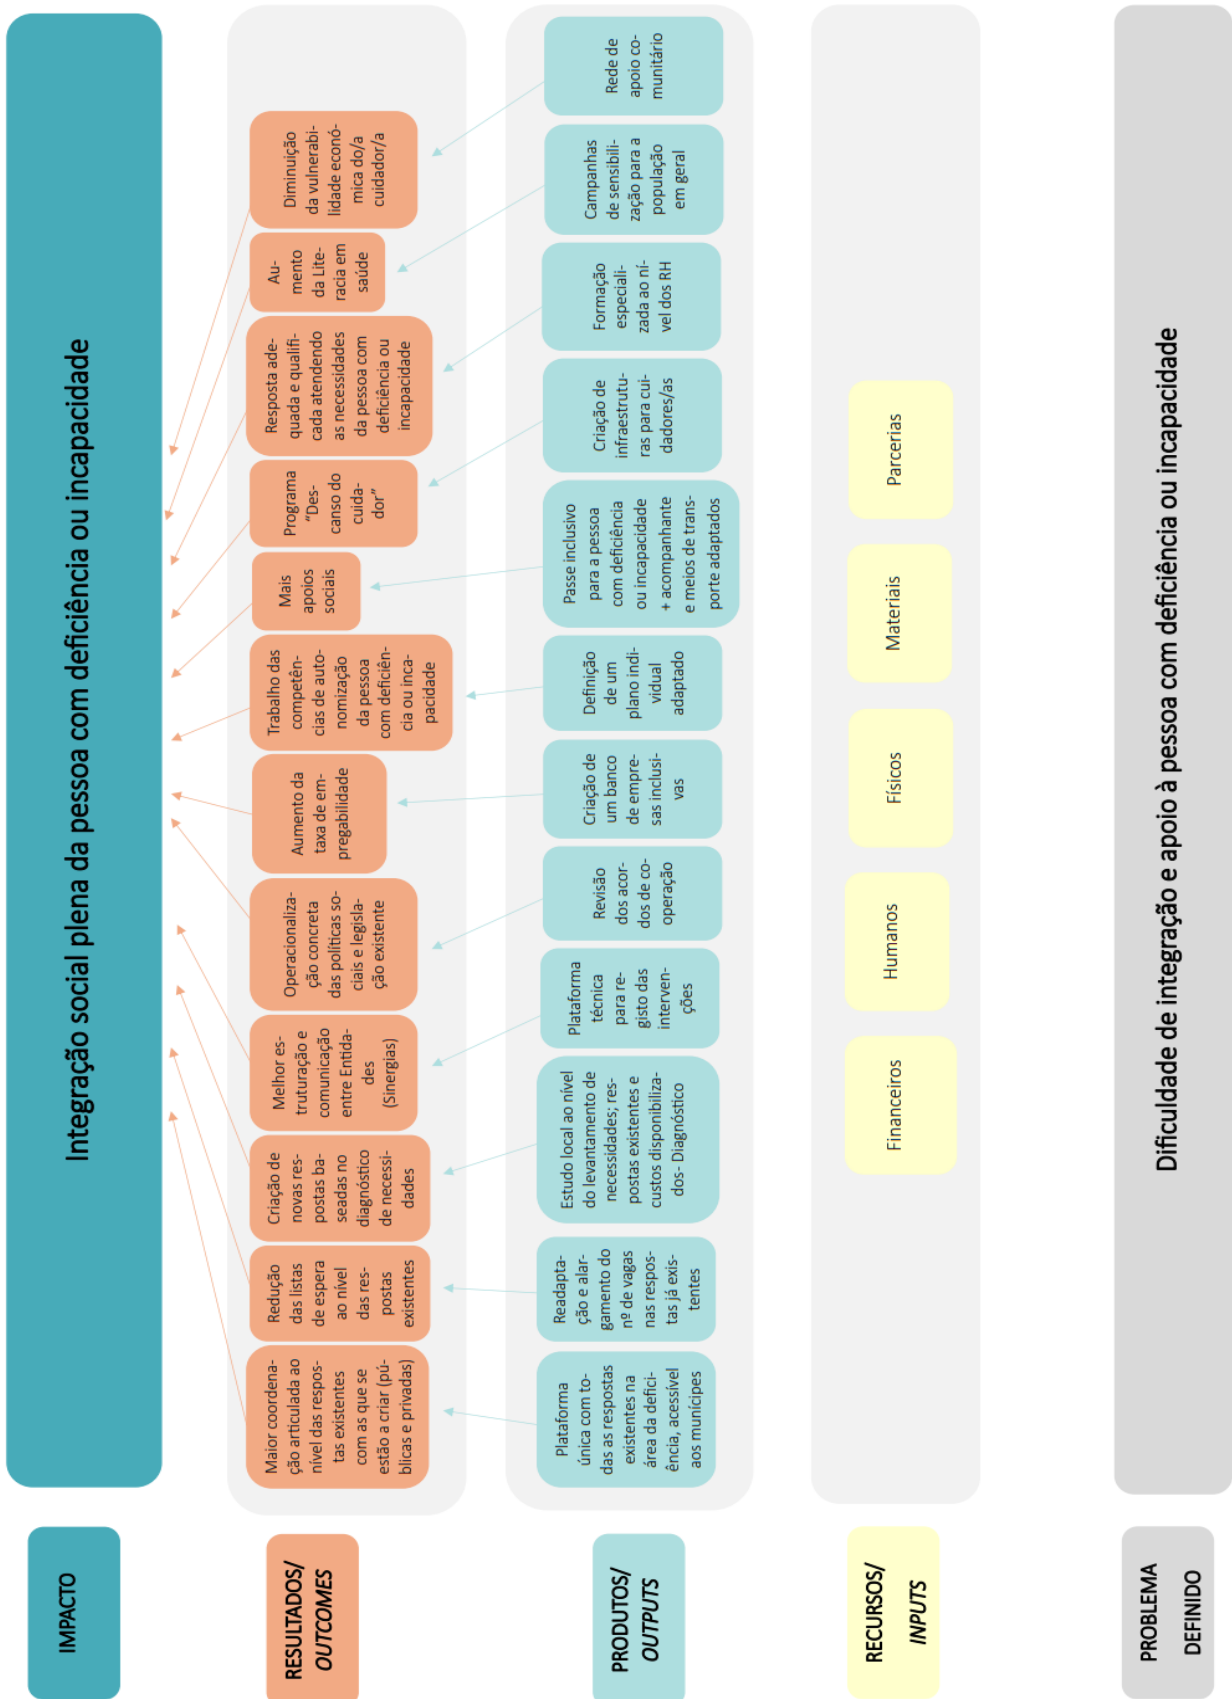 IMPACTO
Integração social plena da pessoa com deficiência ou incapacidade
RESULTADOS/
OUTCOMES
Maior coordena-
ção articulada ao
nível das respos-
tas existentes
com as que se
estão a criar (pú-
blicas e privadas)
Redução
das listas
de espera
ao nível
das res-
postas
existentes
Criação de
novas res-
postas ba-
seadas no
diagnóstico
de necessi-
dades
Melhor es-
truturação e
comunicação
entre Entida-
des
(Sinergias)
Operacionaliza-
ção concreta
das políticas so-
ciais e legisla-
ção existente
Aumento da
taxa de em-
pregabilidade
Trabalho das
competên-
cias de auto-
nomização
da pessoa
com deficiên-
cia ou inca-
pacidade
Mais
apoios
sociais
Programa
“Des-
canso do
cuida-
dor”
Resposta ade-
quada e qualifi-
cada atendendo
as necessidades
da pessoa com
deficiência ou
incapacidade
Au-
mento
da Lite-
racia em
saúde
Diminuição
da vulnerabi-
lidade econó-
mica do/a
cuidador/a
PRODUTOS/
OUTPUTS
Plataforma
única com to-
das as respostas
existentes na
área da defici-
ência, acessível
aos munícipes
Readapta-
ção e alar-
gamento do
nº de vagas
nas respos-
tas já exis-
tentes
Estudo local ao nível
do levantamento de
necessidades; res-
postas existentes e
custos disponibiliza-
dos- Diagnóstico
Plataforma
técnica
para re-
gisto das
interven-
ções
Revisão
dos acor-
dos de co-
operação
Criação de
um banco
de empre-
sas inclusi-
vas
Definição
de um
plano indi-
vidual
adaptado
Passe inclusivo
para a pessoa
com deficiência
ou incapacidade
+ acompanhante
e meios de trans-
porte adaptados
Criação de
infraestrutu-
ras para cui-
dadores/as
Formação
especiali-
zada ao ní-
vel dos RH
Campanhas
de sensibili-
zação para a
população
em geral
Rede de
apoio co-
munitário
RECURSOS/
INPUTS
Financeiros
Humanos
Físicos
Materiais
Parcerias
PROBLEMA
DEFINIDO
Dificuldade de integração e apoio à pessoa com deficiência ou incapacidade